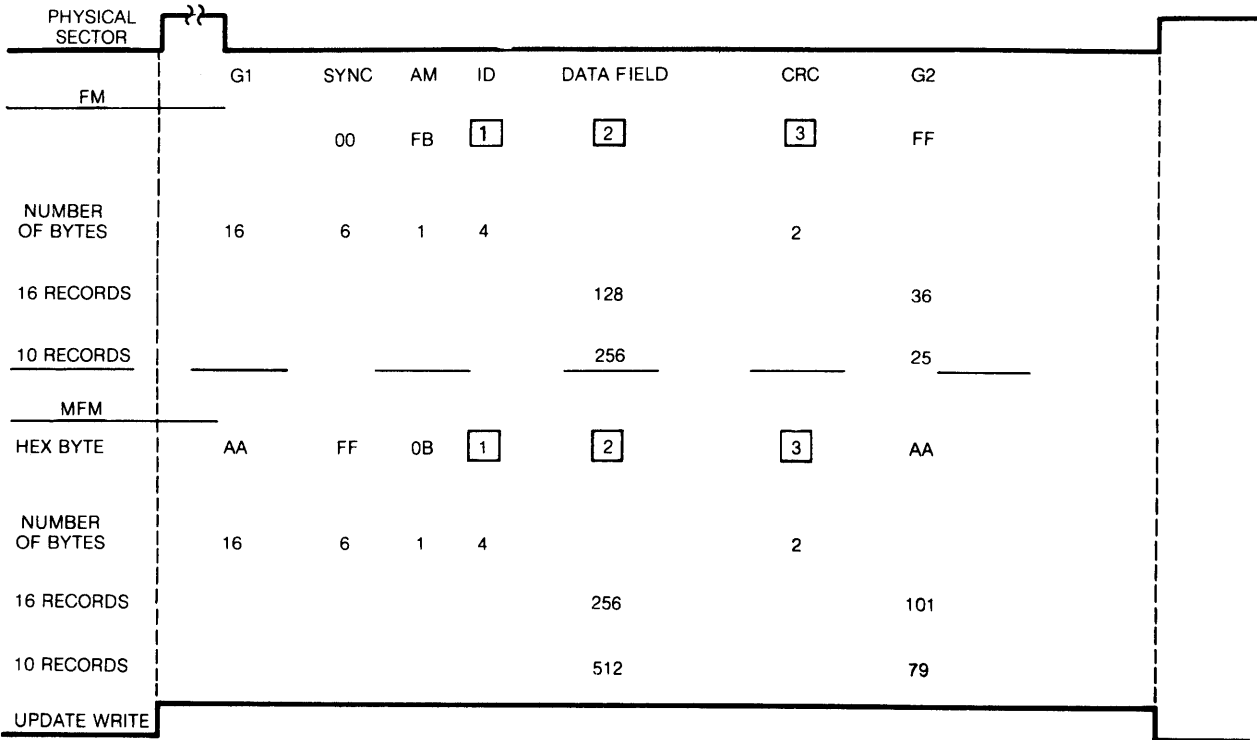 PHYSICAL
SECTOR
G1 SYNC AM ID DATA FIELD CRC G2
FM
00 FB 1 2 3 FF
NUMBER
OF BYTES 16 6 1 4 2
16 RECORDS 128 36
10 RECORDS 256 25
MFM
HEX BYTE AA FF 0B 1 2 3 AA
NUMBER
OF BYTES 16 6 1 4 2
16 RECORDS 256 101
10 RECORDS 512 79
UPDATE WRITE